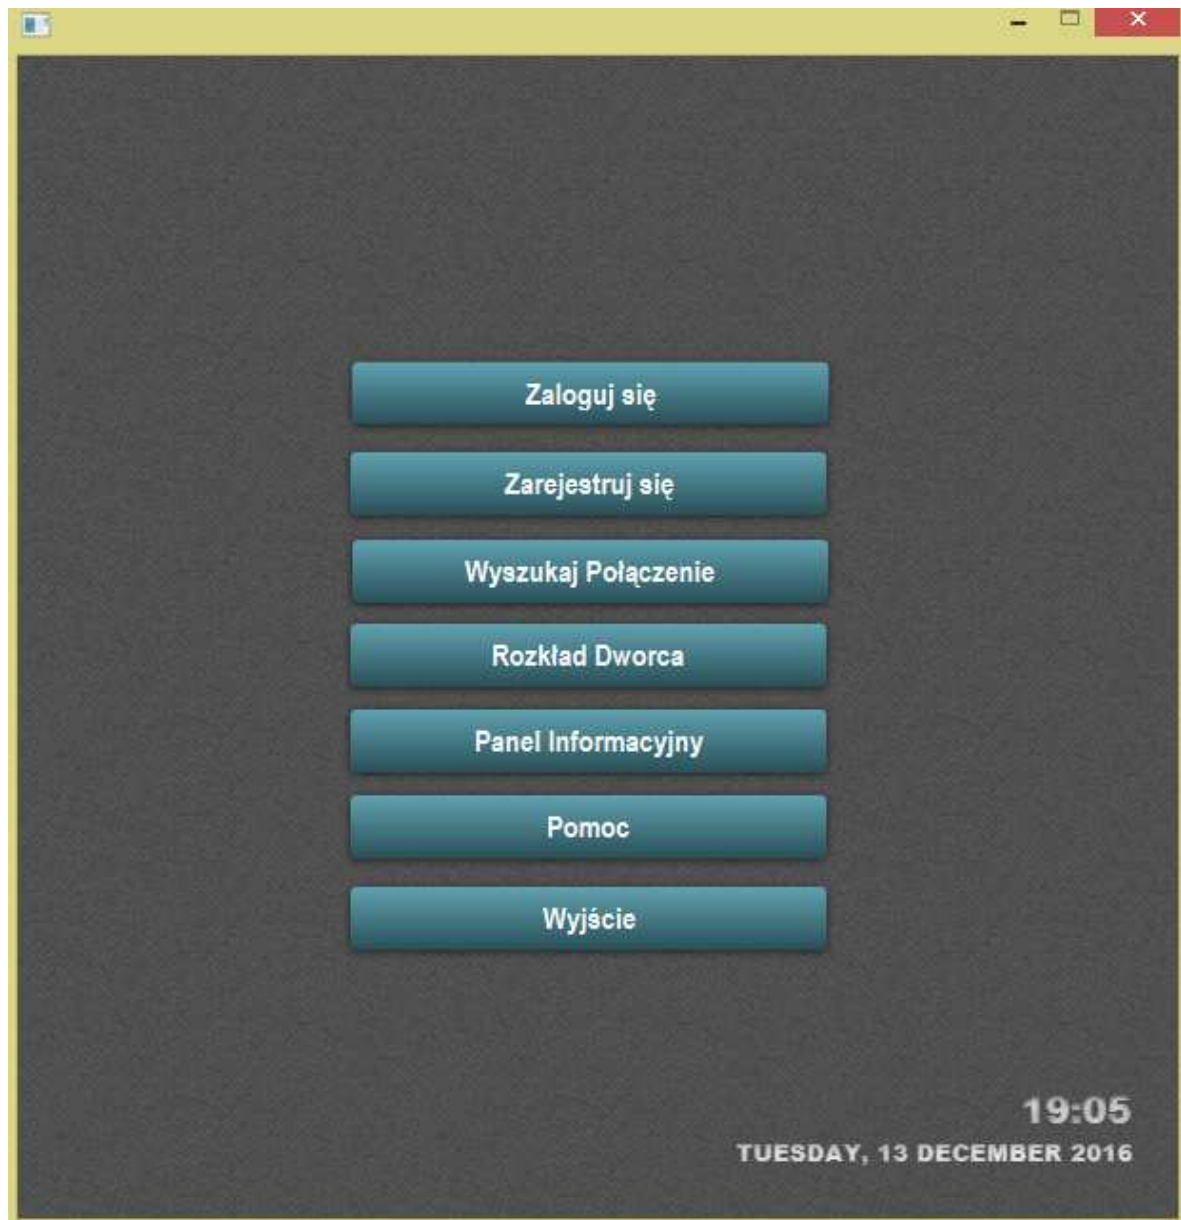 Zaloguj się
Zarejestruj się
Wyszukaj Połączenie
Rozkład Dworca
Panel Informacyjny
Pomoc
Wyjście
19:05
TUESDAY, 13 DECEMBER 2016